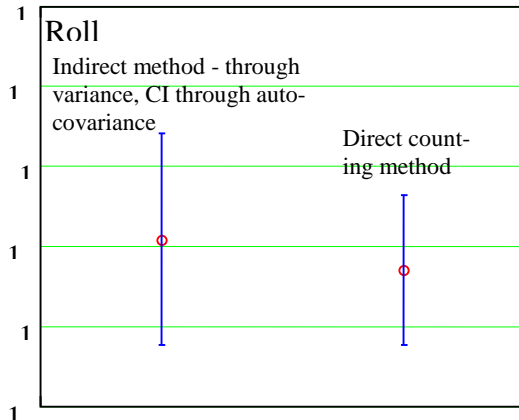 1
Roll
Indirect method - through
variance, CI through auto-
covariance
1
1
Direct count-
ing method
1
1
1